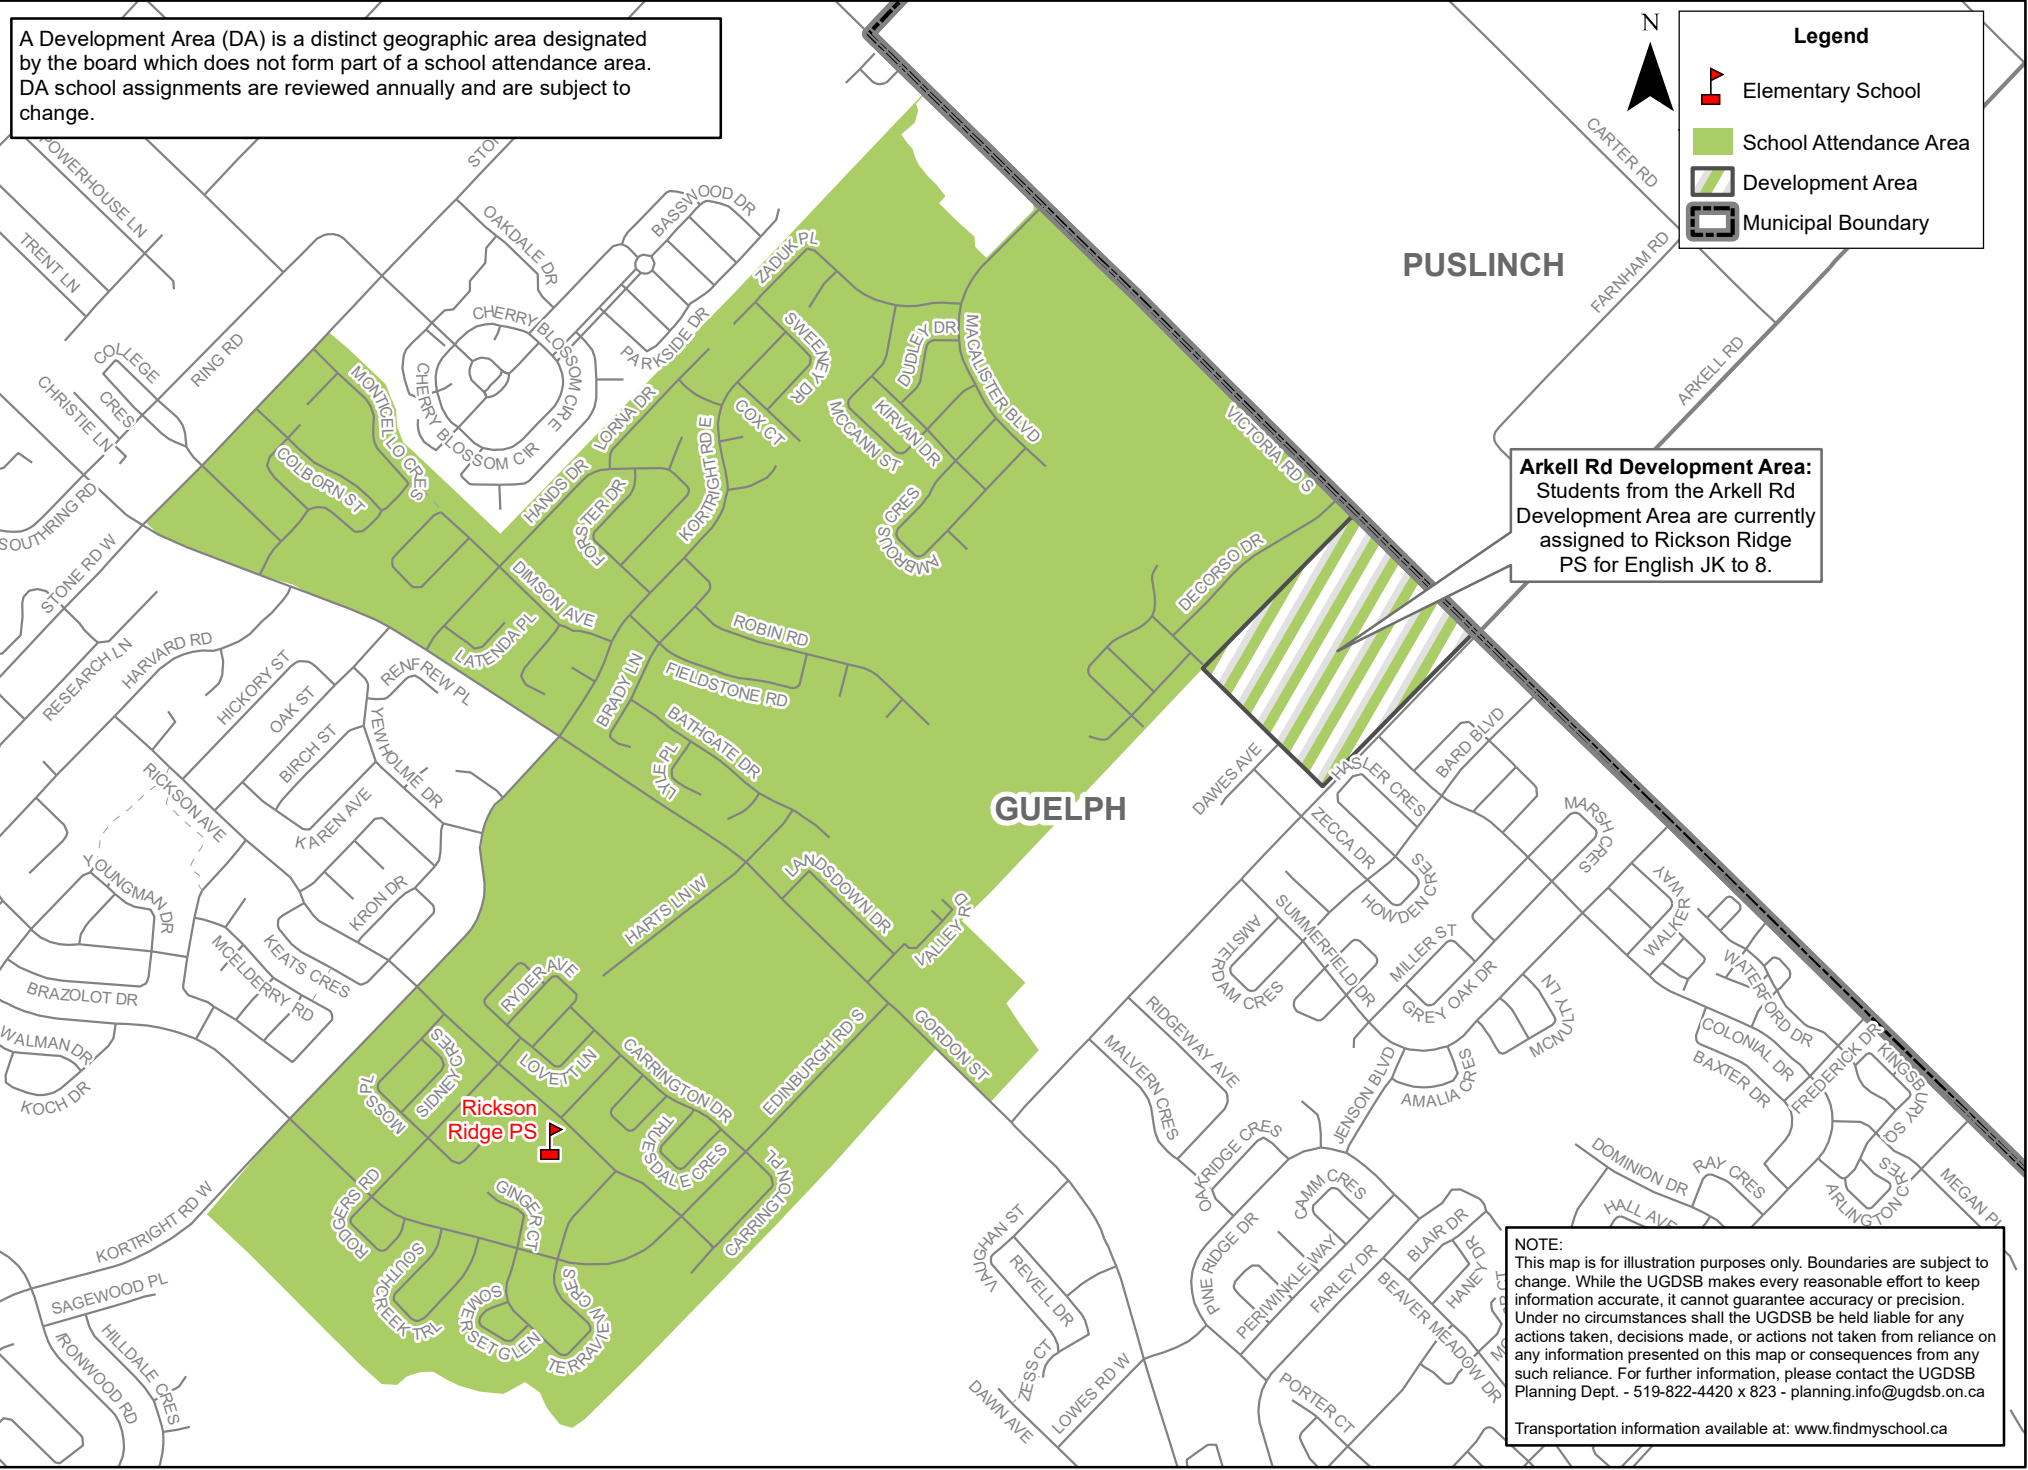 A Development Area (DA) is a distinct geographic area designated
by the board which does not form part of a school attendance area.
DA school assignments are reviewed annually and are subject to
change.
N
Legend
Elementary School
School Attendance Area
Development Area
Municipal Boundary
PUSLINCH
GUELPH
Arkell Rd Development Area:
Students from the Arkell Rd
Development Area are currently
assigned to Rickson Ridge
PS for English JK to 8.
Rickson
Ridge PS
POWERHOUSE LN
TRENT LN
COLLEGE
CRES
CHRISTIE LN
RING RD
SOUTHRING RD
STONE RD W
OAKDALE DR
BASSWOOD DR
CHERRY BLOSSOM CIR E
CHERRY BLOSSOM CIR
PARKSIDE DR
ZADUK PL
SWEENEY DR
DUDLEY DR
MACALISTER BLVD
KIRVAN DR
MCCANN ST
COX CT
LORNA DR
KORTRIGHT RD E
HANDS DR
FORSTER DR
AMBROUS CRES
MONTICELLO CRES
COLBORN ST
DIMSON AVE
LATENDA PL
ROBIN RD
FIELDSTONE RD
BRADY LN
BATHGATE DR
LYLE PL
VICTORIA RD S
DECORSO DR
CARTER RD
FARNHAM RD
ARKELL RD
RESEARCH LN
HARVARD RD
HICKORY ST
OAK ST
BIRCH ST
RENFREW PL
YEWHOLME DR
RICKSON AVE
KAREN AVE
KRON DR
YOUNGMAN DR
MCELDERRY RD
KEATS CRES
BRAZOLOT DR
WALMAN DR
KOCH DR
HARTS LN W
LANDSDOWN DR
VALLEY RD
RYDER AVE
LOVETT LN
SIDNEY CRES
MOSS PL
CARRINGTON DR
TRUESDALE CRES
EDINBURGH RD S
GORDON ST
CARRINGTON PL
RODGERS RD
GINGER CT
SOUTHCREEK TRL
SOMERSET GLEN
TERRAVIEW CRES
KORTRIGHT RD W
SAGEWOOD PL
IRONWOOD RD
HILLDALE CRES
DAWES AVE
HASLER CRES
BARD BLVD
ZECCA DR
HOWDEN CRES
MARSH CRES
SUMMERFIELD DR
AMSTERDAM CRES
MILLER ST
GREY OAK DR
MCNULTY LN
WALKER WAY
WATERFORD DR
COLONIAL DR
BAXTER DR
FREDERICK DR
KINGSBURY SQ
RIDGEWAY AVE
MALVERN CRES
JENSON BLVD
AMALIA CRES
OAKRIDGE CRES
CAMM CRES
PINE RIDGE DR
PERIWINKLE WAY
FARLEY DR
BLAIR DR
HANEY DR
BEAVER MEADOW DR
DOMINION DR
RAY CRES
HALL AVE
ARLINGTON CRES
MEGAN PL
VAUGHAN ST
REVELL DR
ZESS CT
DAWN AVE
LOWES RD W
PORTER CT
NOTE:
This map is for illustration purposes only. Boundaries are subject to
change. While the UGDSB makes every reasonable effort to keep
information accurate, it cannot guarantee accuracy or precision.
Under no circumstances shall the UGDSB be held liable for any
actions taken, decisions made, or actions not taken from reliance on
any information presented on this map or consequences from any
such reliance. For further information, please contact the UGDSB
Planning Dept. - 519-822-4420 x 823 - planning.info@ugdsb.on.ca
Transportation information available at: www.findmyschool.ca